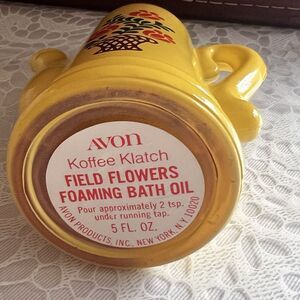 AVON
Koffee Klatch
FIELD FLOWERS
FOAMING BATH OIL
Pour approximately 2 tsp.
under running tap.
5 FL. OZ.
AVON PRODUCTS, INC., NEW YORK, N.Y. 10020